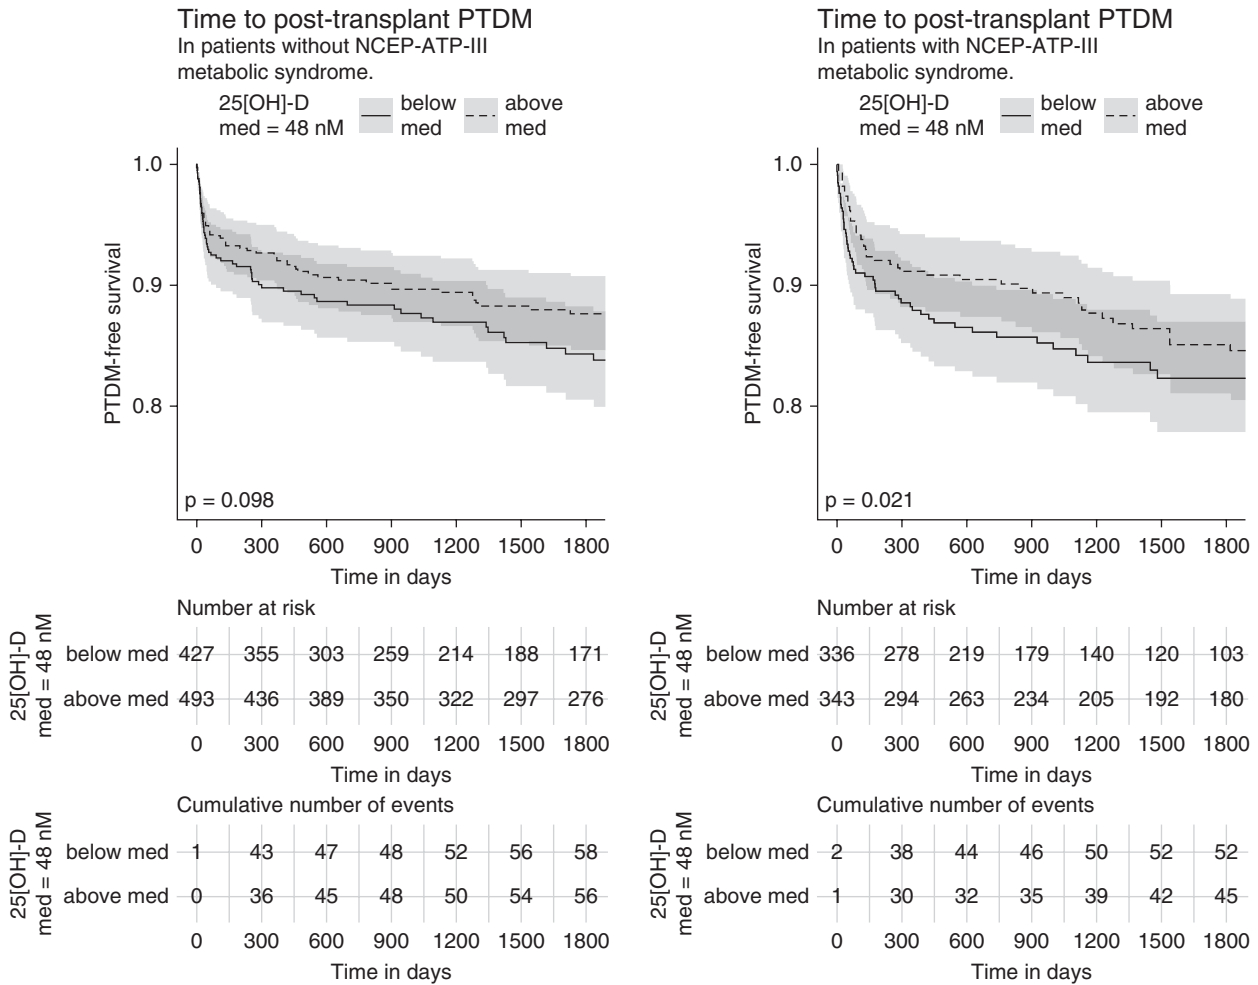 Time to post-transplant PTDM
In patients without NCEP-ATP-III
metabolic syndrome.
25[OH]-D
med = 48 nM
below
med
above
med
1.0
0.9
0.8
PTDM-free survival
p = 0.098
0 300 600 900 1200 1500 1800
Time in days
Number at risk
25[OH]-D
med = 48 nM
below med 427 355 303 259 214 188 171
above med 493 436 389 350 322 297 276
0 300 600 900 1200 1500 1800
Time in days
Cumulative number of events
25[OH]-D
med = 48 nM
below med 1 43 47 48 52 56 58
above med 0 36 45 48 50 54 56
0 300 600 900 1200 1500 1800
Time in days
Time to post-transplant PTDM
In patients with NCEP-ATP-III
metabolic syndrome.
25[OH]-D
med = 48 nM
below
med
above
med
1.0
0.9
0.8
PTDM-free survival
p = 0.021
0 300 600 900 1200 1500 1800
Time in days
Number at risk
25[OH]-D
med = 48 nM
below med 336 278 219 179 140 120 103
above med 343 294 263 234 205 192 180
0 300 600 900 1200 1500 1800
Time in days
Cumulative number of events
25[OH]-D
med = 48 nM
below med 2 38 44 46 50 52 52
above med 1 30 32 35 39 42 45
0 300 600 900 1200 1500 1800
Time in days